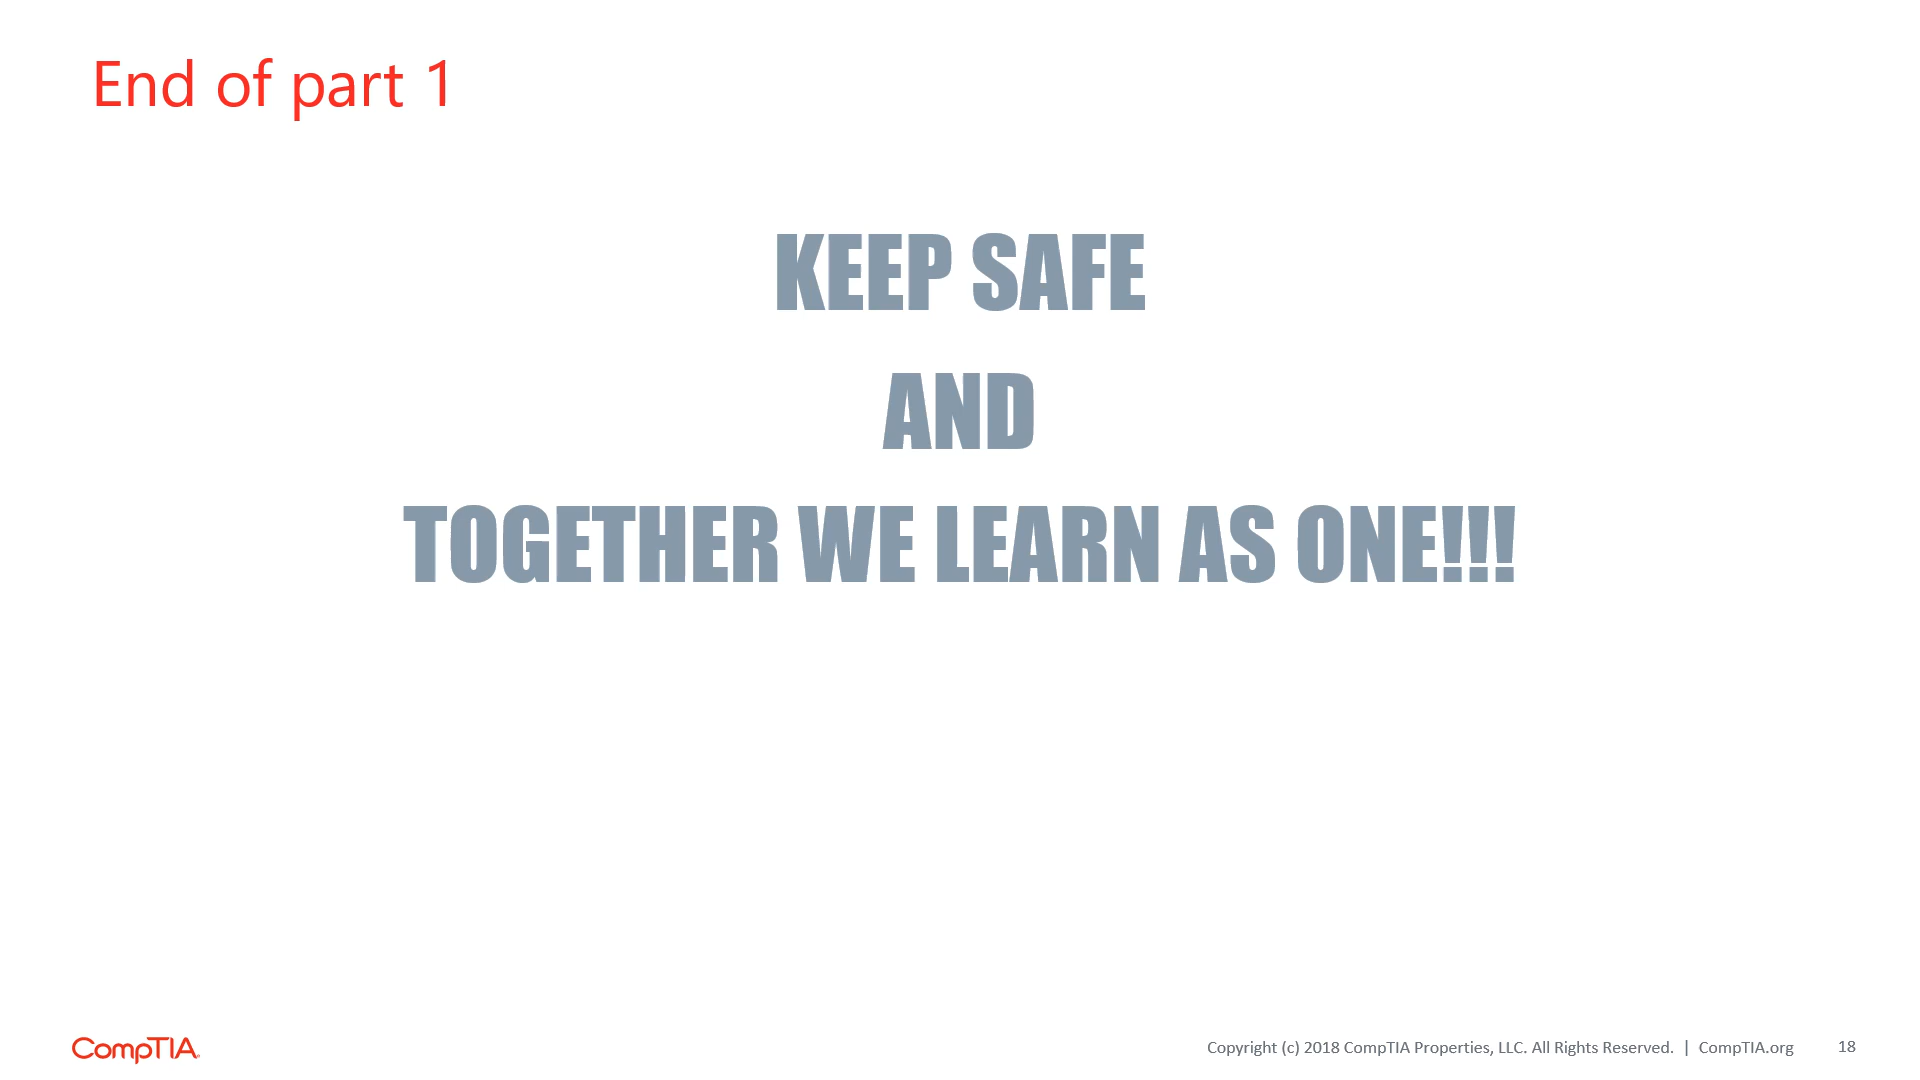 End of part 1
KEEP SAFE
AND
TOGETHER WE LEARN AS ONE!!!
CompTIA.
Copyright (c) 2018 CompTIA Properties, LLC. All Rights Reserved. | CompTIA.org 18